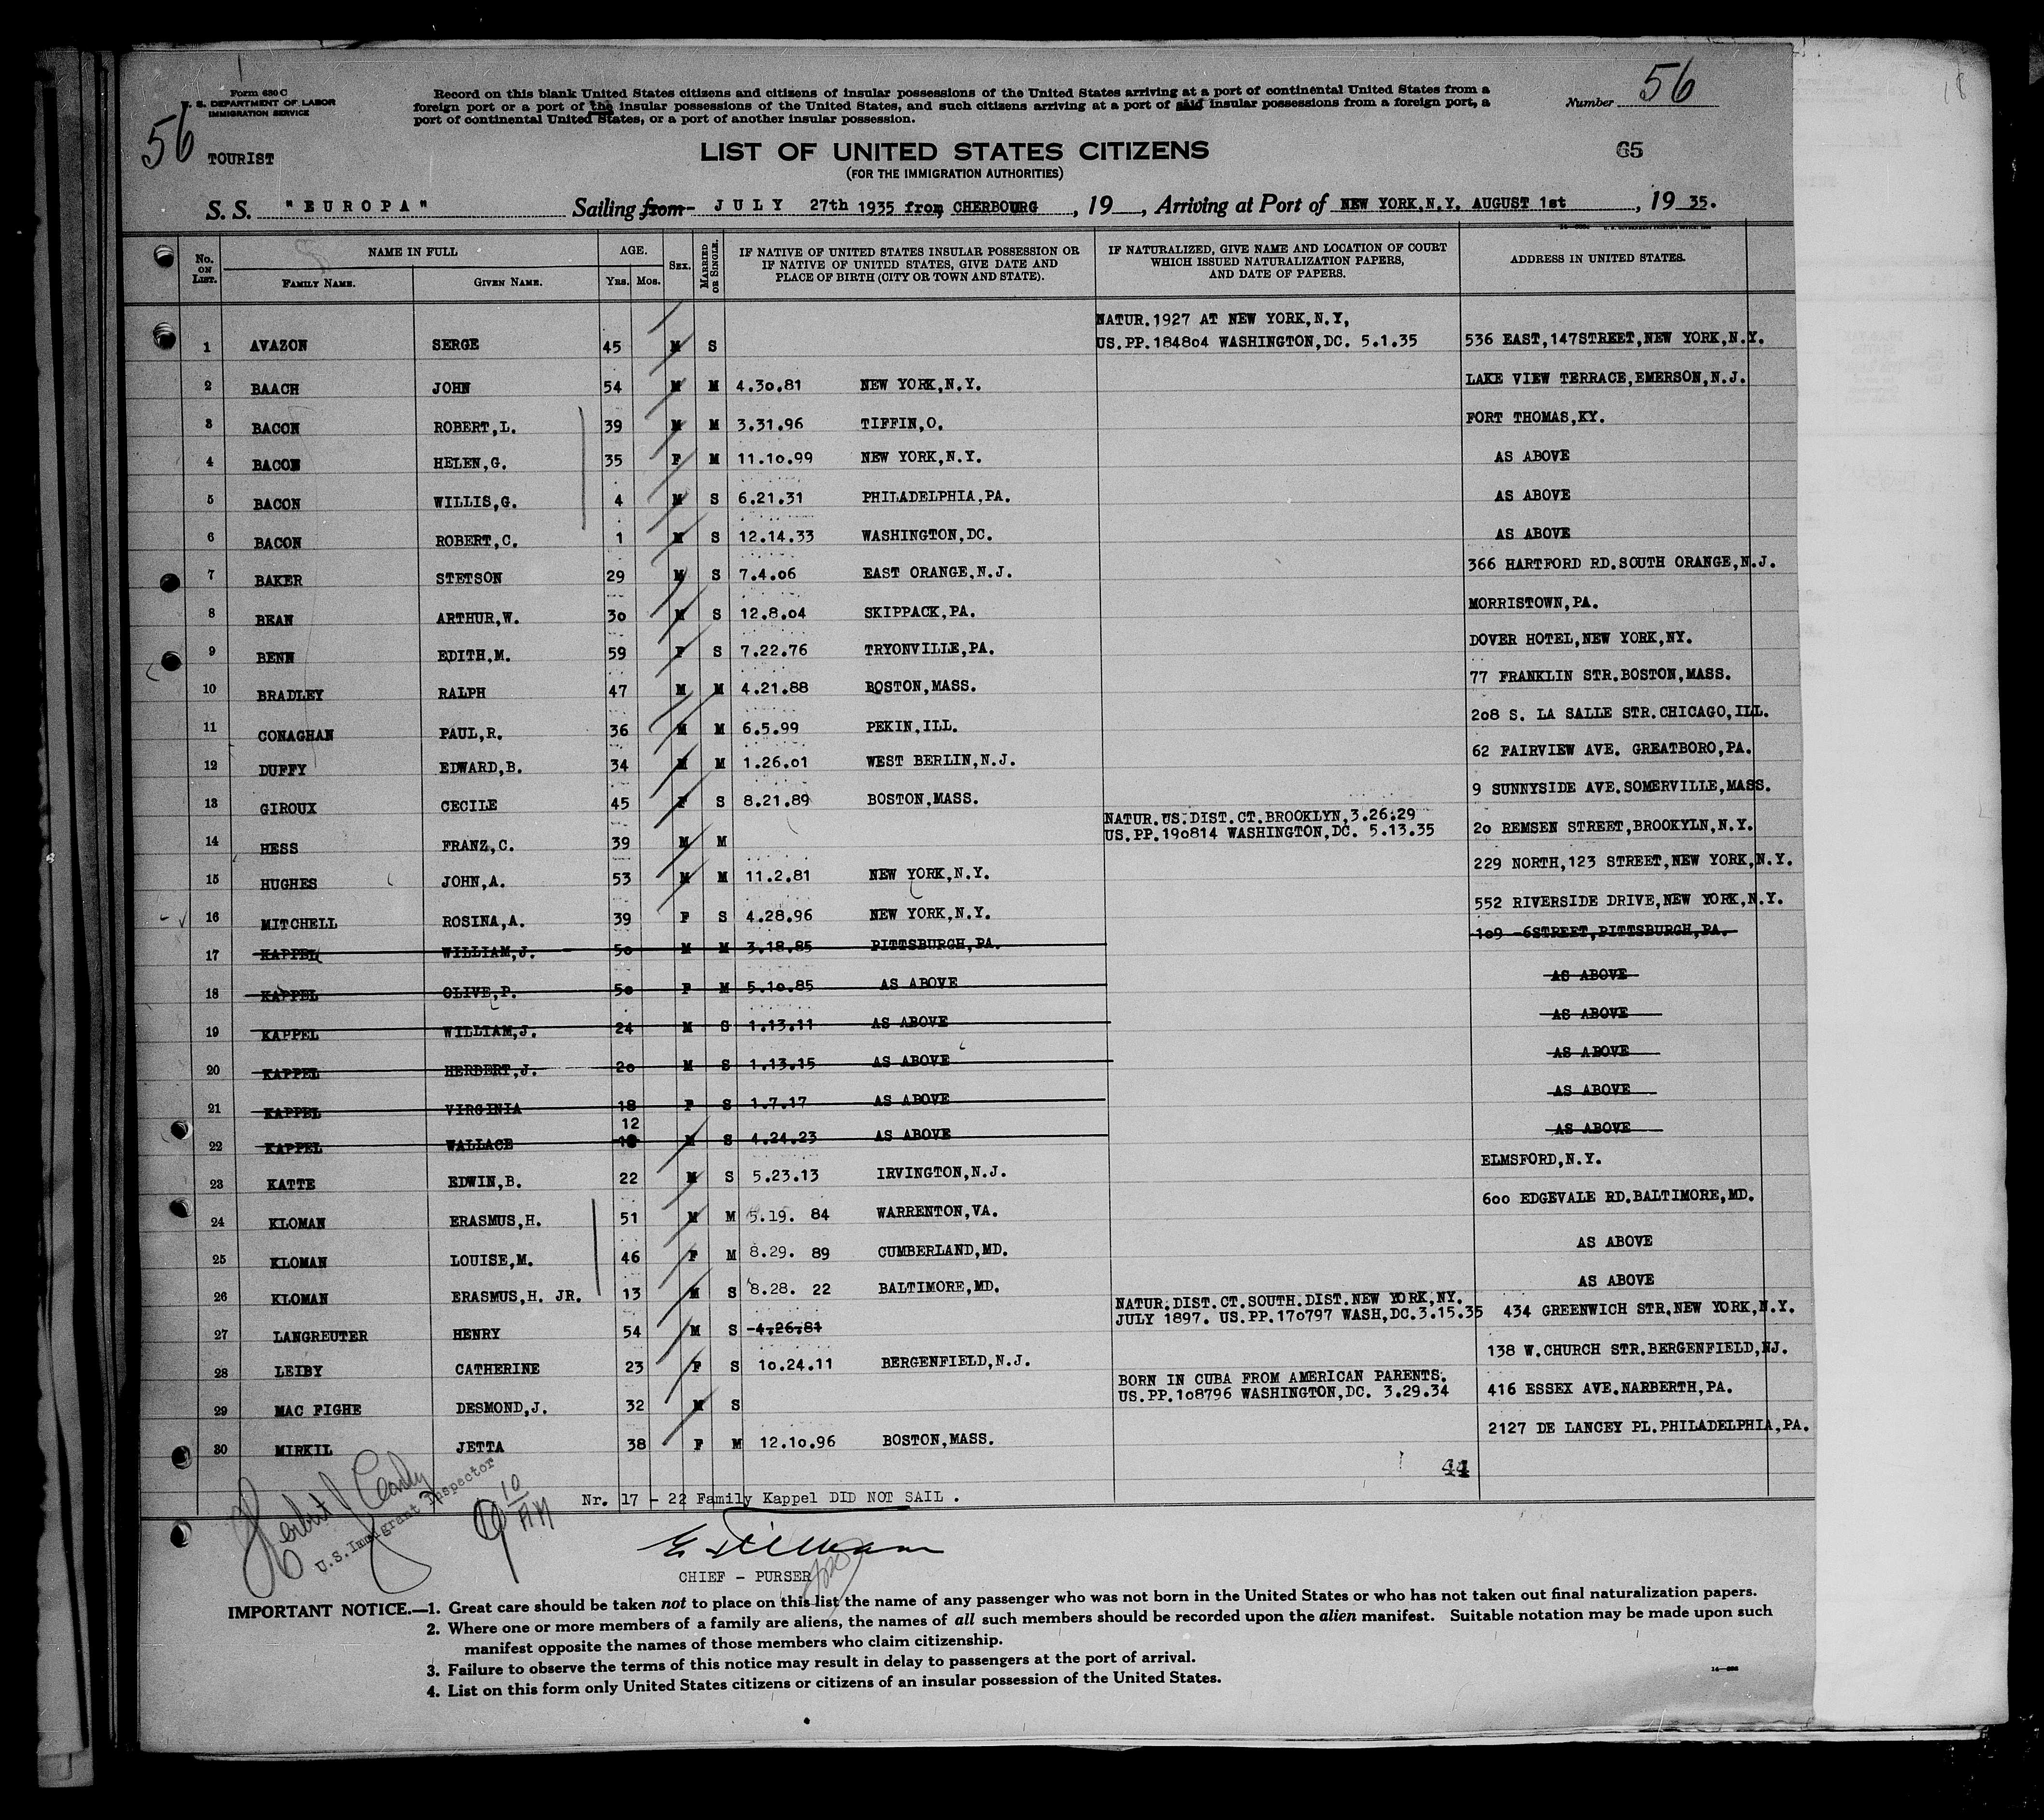 Form 630 C
U. S. DEPARTMENT OF LABOR
IMMIGRATION SERVICE
Record on this blank United States citizens and citizens of insular possessions of the United States arriving at a port of continental United States from a
foreign port or a port of the insular possessions of the United States, and such citizens arriving at a port of said insular possessions from a foreign port, a
port of continental United States, or a port of another insular possession.
Number 56
56
TOURIST
65
LIST OF UNITED STATES CITIZENS
(FOR THE IMMIGRATION AUTHORITIES)
S. S. "EUROPA" Sailing from - JULY 27th 1935 from CHERBOURG, 19__, Arriving at Port of NEW YORK,N.Y. AUGUST 1st, 1935.
No. ON LIST. NAME IN FULL FAMILY NAME. GIVEN NAME. AGE. YRS. MOS. SEX. MARRIED OR SINGLE. IF NATIVE OF UNITED STATES INSULAR POSSESSION OR IF NATIVE OF UNITED STATES, GIVE DATE AND PLACE OF BIRTH (CITY OR TOWN AND STATE). IF NATURALIZED, GIVE NAME AND LOCATION OF COURT WHICH ISSUED NATURALIZATION PAPERS, AND DATE OF PAPERS. ADDRESS IN UNITED STATES.
NATUR.1927 AT NEW YORK,N.Y,
1 AVAZON SERGE 45 M S US.PP.184804 WASHINGTON,DC. 5.1.35 536 EAST,147STREET,NEW YORK,N.Y.
2 BAACH JOHN 54 M M 4.30.81 NEW YORK,N.Y. LAKE VIEW TERRACE,EMERSON,N.J.
3 BACON ROBERT,L. 39 M M 3.31.96 TIFFIN,O. FORT THOMAS,KY.
4 BACON HELEN,G. 35 F M 11.10.99 NEW YORK,N.Y. AS ABOVE
5 BACON WILLIS,G. 4 M S 6.21.31 PHILADELPHIA,PA. AS ABOVE
6 BACON ROBERT,C. 1 M S 12.14.33 WASHINGTON,DC. AS ABOVE
7 BAKER STETSON 29 M S 7.4.06 EAST ORANGE,N.J. 366 HARTFORD RD.SOUTH ORANGE,N.J.
8 BEAN ARTHUR,W. 30 M S 12.8.04 SKIPPACK,PA. MORRISTOWN,PA.
9 BENN EDITH,M. 59 F S 7.22.76 TRYONVILLE,PA. DOVER HOTEL,NEW YORK,NY.
10 BRADLEY RALPH 47 M M 4.21.88 BOSTON,MASS. 77 FRANKLIN STR.BOSTON,MASS.
11 CONAGHAN PAUL,R. 36 M M 6.5.99 PEKIN,ILL. 208 S. LA SALLE STR.CHICAGO,ILL.
12 DUFFY EDWARD,B. 34 M M 1.26.01 WEST BERLIN,N.J. 62 FAIRVIEW AVE. GREATBORO,PA.
13 GIROUX CECILE 45 F S 8.21.89 BOSTON,MASS. 9 SUNNYSIDE AVE.SOMERVILLE,MASS.
NATUR.US.DIST.CT.BROOKLYN,3.26.29
14 HESS FRANZ,C. 39 M M US.PP.190814 WASHINGTON,DC. 5.13.35 20 REMSEN STREET,BROOKYLN,N.Y.
15 HUGHES JOHN,A. 53 M M 11.2.81 NEW YORK,N.Y. 229 NORTH,123 STREET,NEW YORK,N.Y.
16 MITCHELL ROSINA,A. 39 F S 4.28.96 NEW YORK,N.Y. 552 RIVERSIDE DRIVE,NEW YORK,N.Y.
17 KAPPEL WILLIAM,J. 50 M M 3.18.85 PITTSBURGH,PA. 109 -6STREET,PITTSBURGH,PA.
18 KAPPEL OLIVE,P. 50 F M 5.10.85 AS ABOVE AS ABOVE
19 KAPPEL WILLIAM,J. 24 M S 1.13.11 AS ABOVE AS ABOVE
20 KAPPEL HERBERT,J. 20 M S 1.13.15 AS ABOVE AS ABOVE
21 KAPPEL VIRGINIA 18 F S 1.7.17 AS ABOVE AS ABOVE
12
22 KAPPEL WALLACE M S 4.24.23 AS ABOVE AS ABOVE
23 KATTE EDWIN,B. 22 M S 5.23.13 IRVINGTON,N.J. ELMSFORD,N.Y.
24 KLOMAN ERASMUS,H. 51 M M 5.19. 84 WARRENTON,VA. 600 EDGEVALE RD.BALTIMORE,MD.
25 KLOMAN LOUISE,M. 46 F M 8.29. 89 CUMBERLAND,MD. AS ABOVE
26 KLOMAN ERASMUS,H. JR. 13 M S 8.28. 22 BALTIMORE,MD. AS ABOVE
NATUR.DIST.CT.SOUTH.DIST.NEW YORK,NY.
27 LANGREUTER HENRY 54 M S 4.26.81 JULY 1897. US.PP.170797 WASH,DC.3.15.35 434 GREENWICH STR.NEW YORK,N.Y.
28 LEIBY CATHERINE 23 F S 10.24.11 BERGENFIELD,N.J. 138 W.CHURCH STR.BERGENFIELD,NJ.
BORN IN CUBA FROM AMERICAN PARENTS.
29 MAC FIGHE DESMOND,J. 32 M S US.PP.108796 WASHINGTON,DC. 3.29.34 416 ESSEX AVE.NARBERTH,PA.
30 MIRKIL JETTA 38 F M 12.10.96 BOSTON,MASS. 2127 DE LANCEY PL.PHILADELPHIA,PA.
44
Nr. 17 - 22 Family Kappel DID NOT SAIL.
U.S.Immigrant Inspector
9 10 AM
CHIEF - PURSER
IMPORTANT NOTICE.—1. Great care should be taken not to place on this list the name of any passenger who was not born in the United States or who has not taken out final naturalization papers.
2. Where one or more members of a family are aliens, the names of all such members should be recorded upon the alien manifest. Suitable notation may be made upon such
manifest opposite the names of those members who claim citizenship.
3. Failure to observe the terms of this notice may result in delay to passengers at the port of arrival.
4. List on this form only United States citizens or citizens of an insular possession of the United States.